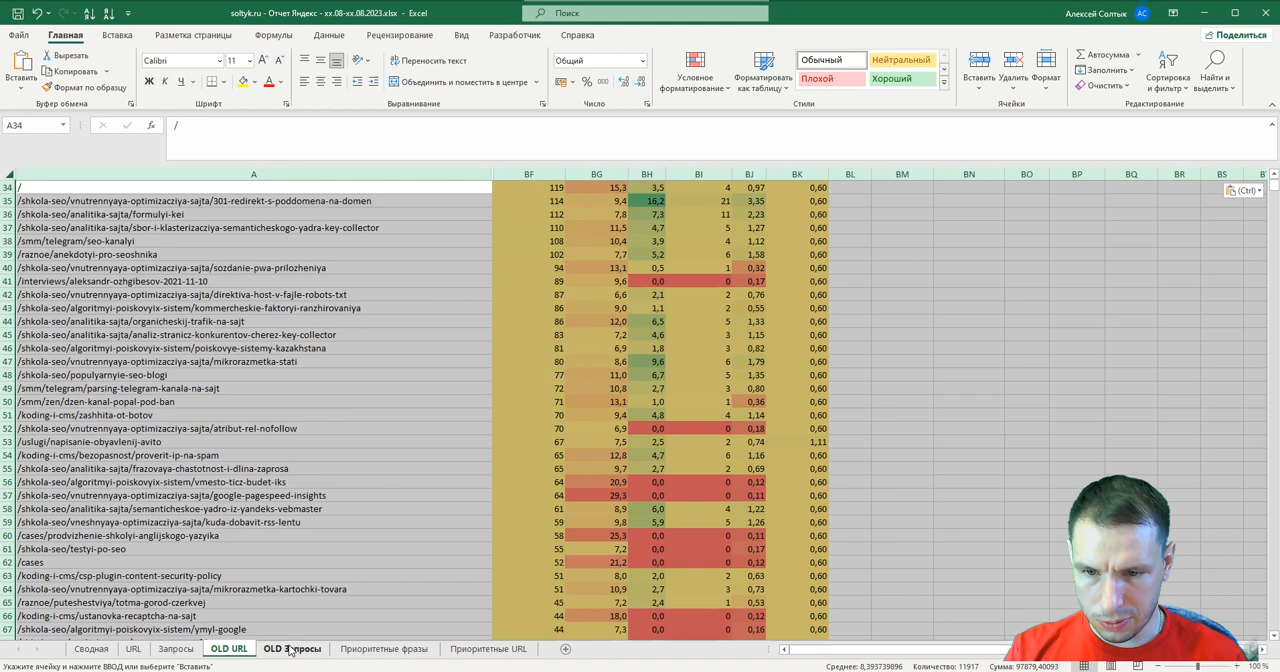 soltyk.ru - Отчет Яндекс - xx.08-xx.08.2023.xlsx - Excel
Поиск
Алексей Солтык
АС
Файл Главная Вставка Разметка страницы Формулы Данные Рецензирование Вид Разработчик Справка
Поделиться
Вставить
Вырезать
Копировать
Формат по образцу
Буфер обмена
Calibri 11
Ж К Ч
Шрифт
Переносить текст
Объединить и поместить в центре
Выравнивание
Общий
% 000
Число
Условное форматирование
Форматировать как таблицу
Обычный Нейтральный
Плохой Хороший
Стили
Вставить Удалить Формат
Ячейки
Автосумма
Заполнить
Очистить
Сортировка и фильтр
Найти и выделить
Редактирование
A34 fx /
A BF BG BH BI BJ BK BL BM BN BO BP BQ BR BS
(Ctrl)
34 / 119 15,3 3,5 4 0,97 0,60
35 /shkola-seo/vnutrennyaya-optimizacziya-sajta/301-redirekt-s-poddomena-na-domen 114 9,4 16,2 21 3,35 0,60
36 /shkola-seo/analitika-sajta/formulyi-kei 112 7,8 7,3 11 2,23 0,60
37 /shkola-seo/analitika-sajta/sbor-i-klasterizacziya-semanticheskogo-yadra-key-collector 110 11,5 4,7 5 1,27 0,60
38 /smm/telegram/seo-kanalyi 108 10,4 3,9 4 1,12 0,60
39 /raznoe/anekdotyi-pro-seoshnika 102 7,7 5,2 6 1,58 0,60
40 /shkola-seo/vnutrennyaya-optimizacziya-sajta/sozdanie-pwa-prilozheniya 94 13,1 0,5 1 0,32 0,60
41 /interviews/aleksandr-ozhgibesov-2021-11-10 89 9,6 0,0 0 0,17 0,60
42 /shkola-seo/vnutrennyaya-optimizacziya-sajta/direktiva-host-v-fajle-robots-txt 87 6,6 2,1 2 0,76 0,60
43 /shkola-seo/algoritmyi-poiskovyix-sistem/kommercheskie-faktoryi-ranzhirovaniya 86 9,0 1,1 2 0,55 0,60
44 /shkola-seo/analitika-sajta/organicheskij-trafik-na-sajt 86 12,0 6,5 5 1,33 0,60
45 /shkola-seo/analitika-sajta/analiz-stranicz-konkurentov-cherez-key-collector 83 7,2 4,6 3 1,15 0,60
46 /shkola-seo/algoritmyi-poiskovyix-sistem/poiskovye-sistemy-kazakhstana 81 6,9 1,8 3 0,82 0,60
47 /shkola-seo/vnutrennyaya-optimizacziya-sajta/mikrorazmetka-stati 80 8,6 9,6 6 1,79 0,60
48 /shkola-seo/populyarnyie-seo-blogi 77 11,0 6,7 5 1,35 0,60
49 /smm/telegram/parsing-telegram-kanala-na-sajt 72 10,8 2,7 3 0,80 0,60
50 /smm/zen/dzen-kanal-popal-pod-ban 71 13,1 1,0 1 0,36 0,60
51 /koding-i-cms/zashhita-ot-botov 70 9,4 4,8 4 1,14 0,60
52 /shkola-seo/vnutrennyaya-optimizacziya-sajta/atribut-rel-nofollow 70 9,6 0,0 0 0,18 0,60
53 /uslugi/napisanie-obyavlenij-avito 67 7,5 2,5 2 0,74 1,11
54 /koding-i-cms/bezopasnost/proverit-ip-na-spam 65 12,8 4,7 6 1,16 0,60
55 /shkola-seo/analitika-sajta/frazovaya-chastotnost-i-dlina-zaprosa 65 9,7 2,7 2 0,69 0,60
56 /shkola-seo/algoritmyi-poiskovyix-sistem/vmesto-ticz-budet-iks 64 20,9 0,0 0 0,12 0,60
57 /shkola-seo/vnutrennyaya-optimizacziya-sajta/google-pagespeed-insights 64 29,3 0,0 0 0,11 0,60
58 /shkola-seo/analitika-sajta/semanticheskoe-yadro-iz-yandeks-vebmaster 61 8,9 6,0 4 1,22 0,60
59 /shkola-seo/vneshnyaya-optimizacziya-sajta/kuda-dobavit-rss-lentu 59 9,8 5,9 5 1,26 0,60
60 /cases/prodvizhenie-shkolyi-anglijskogo-yazyika 58 25,3 0,0 0 0,11 0,60
61 /shkola-seo/testyi-po-seo 55 7,2 0,0 0 0,17 0,60
62 /cases 52 21,2 0,0 0 0,12 0,60
63 /koding-i-cms/csp-plugin-content-security-policy 51 8,0 2,0 2 0,63 0,60
64 /shkola-seo/vnutrennyaya-optimizacziya-sajta/mikrorazmetka-kartochki-tovara 51 10,9 2,7 3 0,73 0,60
65 /raznoe/puteshestviya/totma-gorod-czerkvej 45 7,2 2,4 1 0,53 0,60
66 /koding-i-cms/ustanovka-recaptcha-na-sajt 44 18,0 0,0 0 0,12 0,60
67 /shkola-seo/algoritmyi-poiskovyix-sistem/ymyl-google 44 7,3 0,0 0 0,16 0,60
Сводная URL Запросы OLD URL OLD Запросы Приоритетные фразы Приоритетные URL
Укажите ячейку и нажмите ВВОД или выберите "Вставить" Среднее: 8,393739896 Количество: 11917 Сумма: 97879,40093 100 %